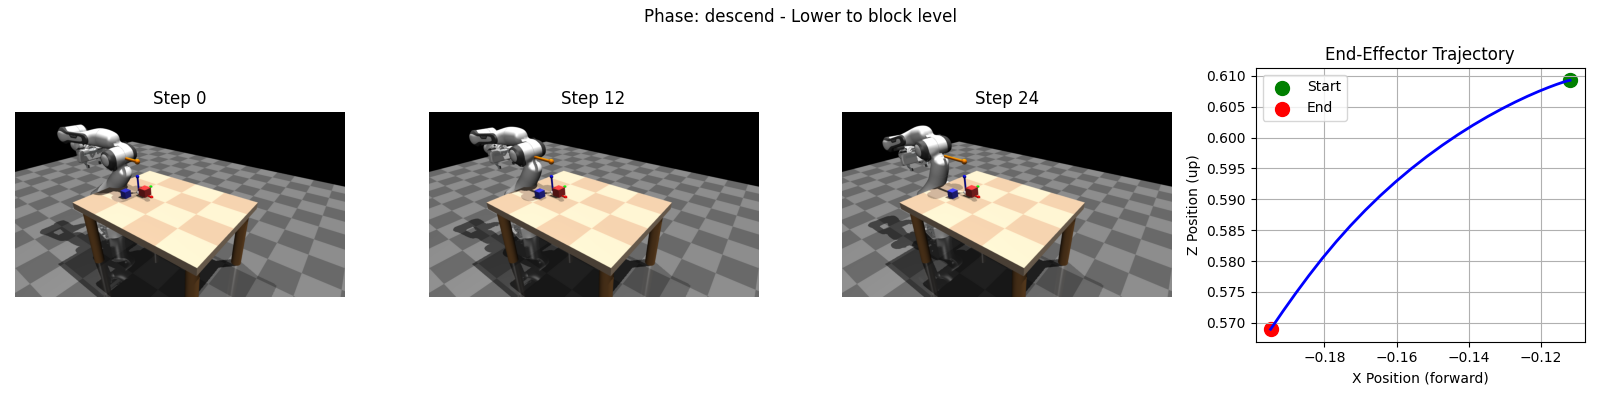 Phase: descend - Lower to block level
Step 0
Step 12
Step 24
End-Effector Trajectory
Start
End
0.610
0.605
0.600
0.595
0.590
0.585
0.580
0.575
0.570
Z Position (up)
−0.18
−0.16
−0.14
−0.12
X Position (forward)